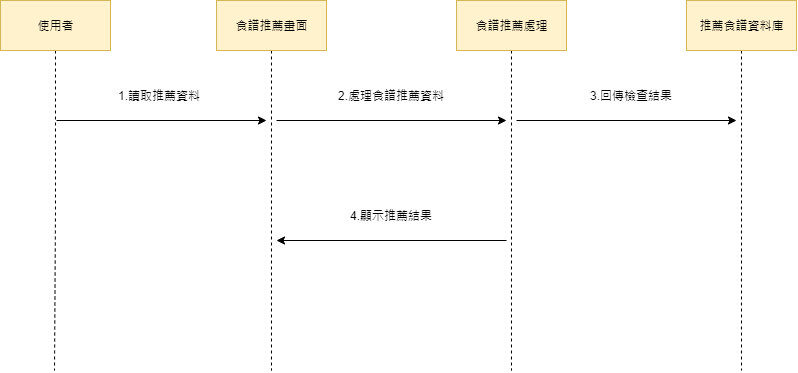 使用者
食譜推薦畫面
食譜推薦處理
推薦食譜資料庫
1.讀取推薦資料
2.處理食譜推薦資料
3.回傳檢查結果
4.顯示推薦結果